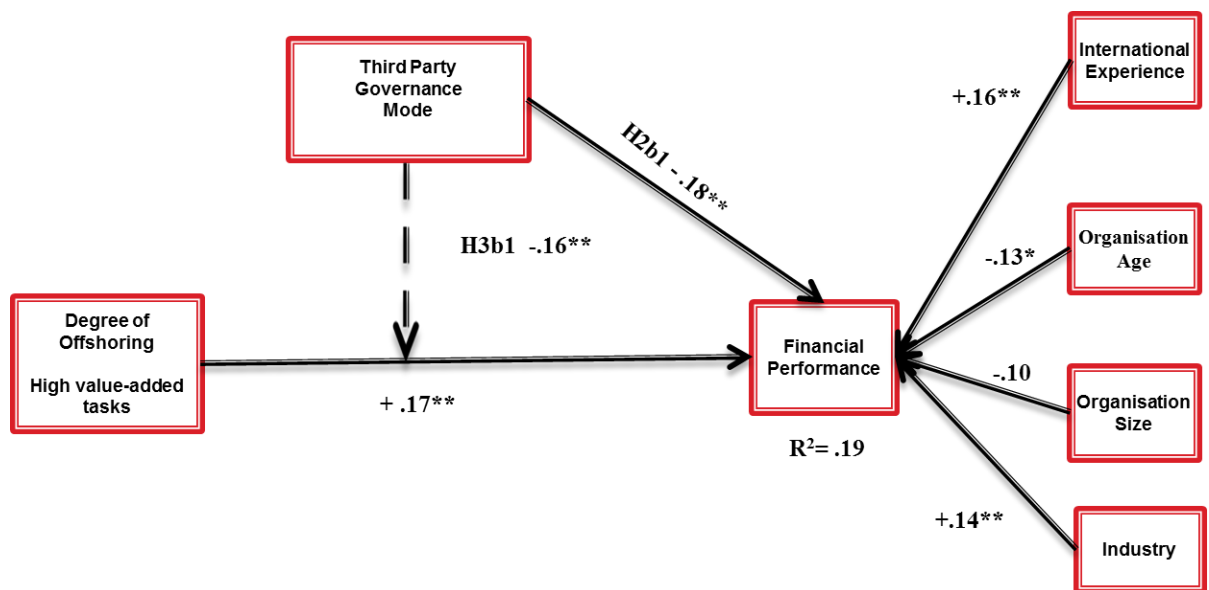 Third Party
Governance
Mode
International
Experience
+.16**
H2b1 - .18**
H3b1 -.16**
Organisation
Age
-.13*
Degree of
Offshoring
High value-added
tasks
+ .17**
Financial
Performance
R²= .19
-.10
Organisation
Size
+.14**
Industry